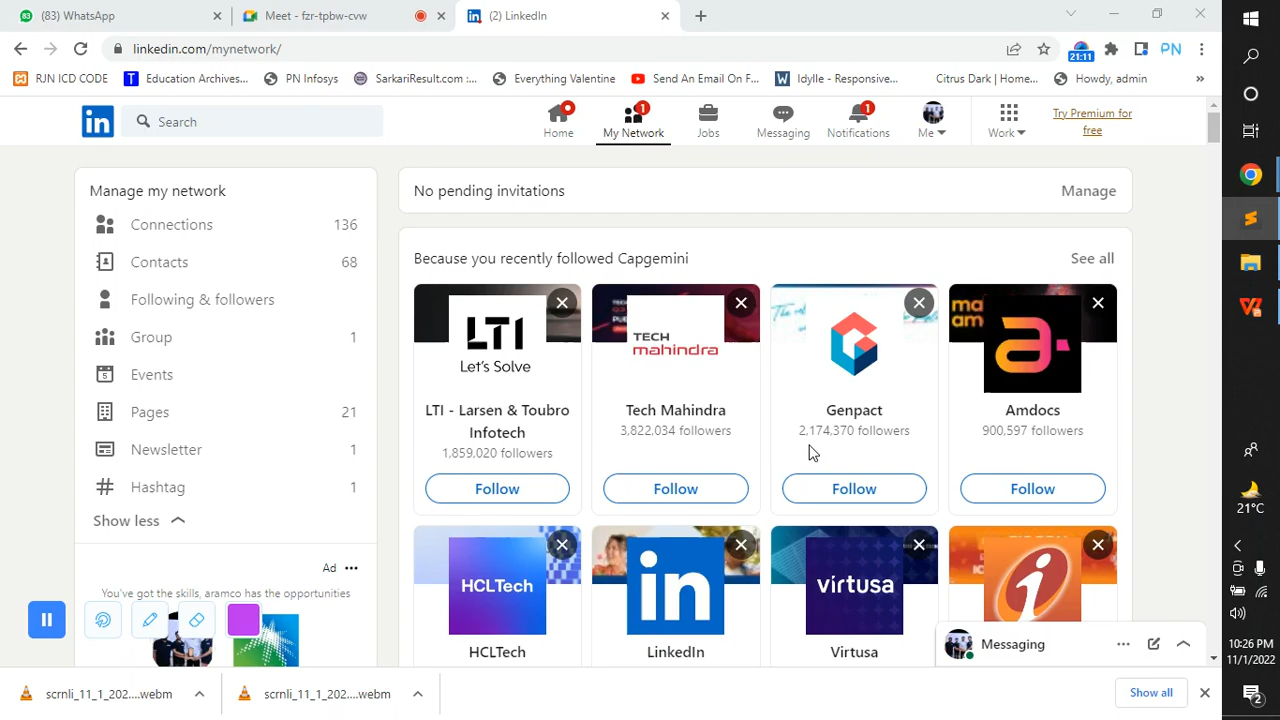 (83) WhatsApp
Meet - fzr-tpbw-cvw
(2) LinkedIn
linkedin.com/mynetwork/
21:11
PN
RJN ICD CODE
Education Archives...
PN Infosys
SarkariResult.com :...
Everything Valentine
Send An Email On F...
Idylle - Responsive...
Citrus Dark | Home...
Howdy, admin
Search
Home
My Network
1
Jobs
Messaging
Notifications
1
Me
Work
Try Premium for
free
Manage my network
Connections 136
Contacts 68
Following & followers
Group 1
Events
Pages 21
Newsletter 1
Hashtag 1
Show less
Ad
You've got the skills, aramco has the opportunities
No pending invitations
Manage
Because you recently followed Capgemini
See all
LTI
Let's Solve
LTI - Larsen & Toubro
Infotech
1,859,020 followers
Follow
TECH
mahindra
Tech Mahindra
3,822,034 followers
Follow
Genpact
2,174,370 followers
Follow
Amdocs
900,597 followers
Follow
HCLTech
HCLTech
in
LinkedIn
virtusa
Virtusa
Messaging
scrnli_11_1_202....webm
scrnli_11_1_202....webm
Show all
21°C
10:26 PM
11/1/2022
2